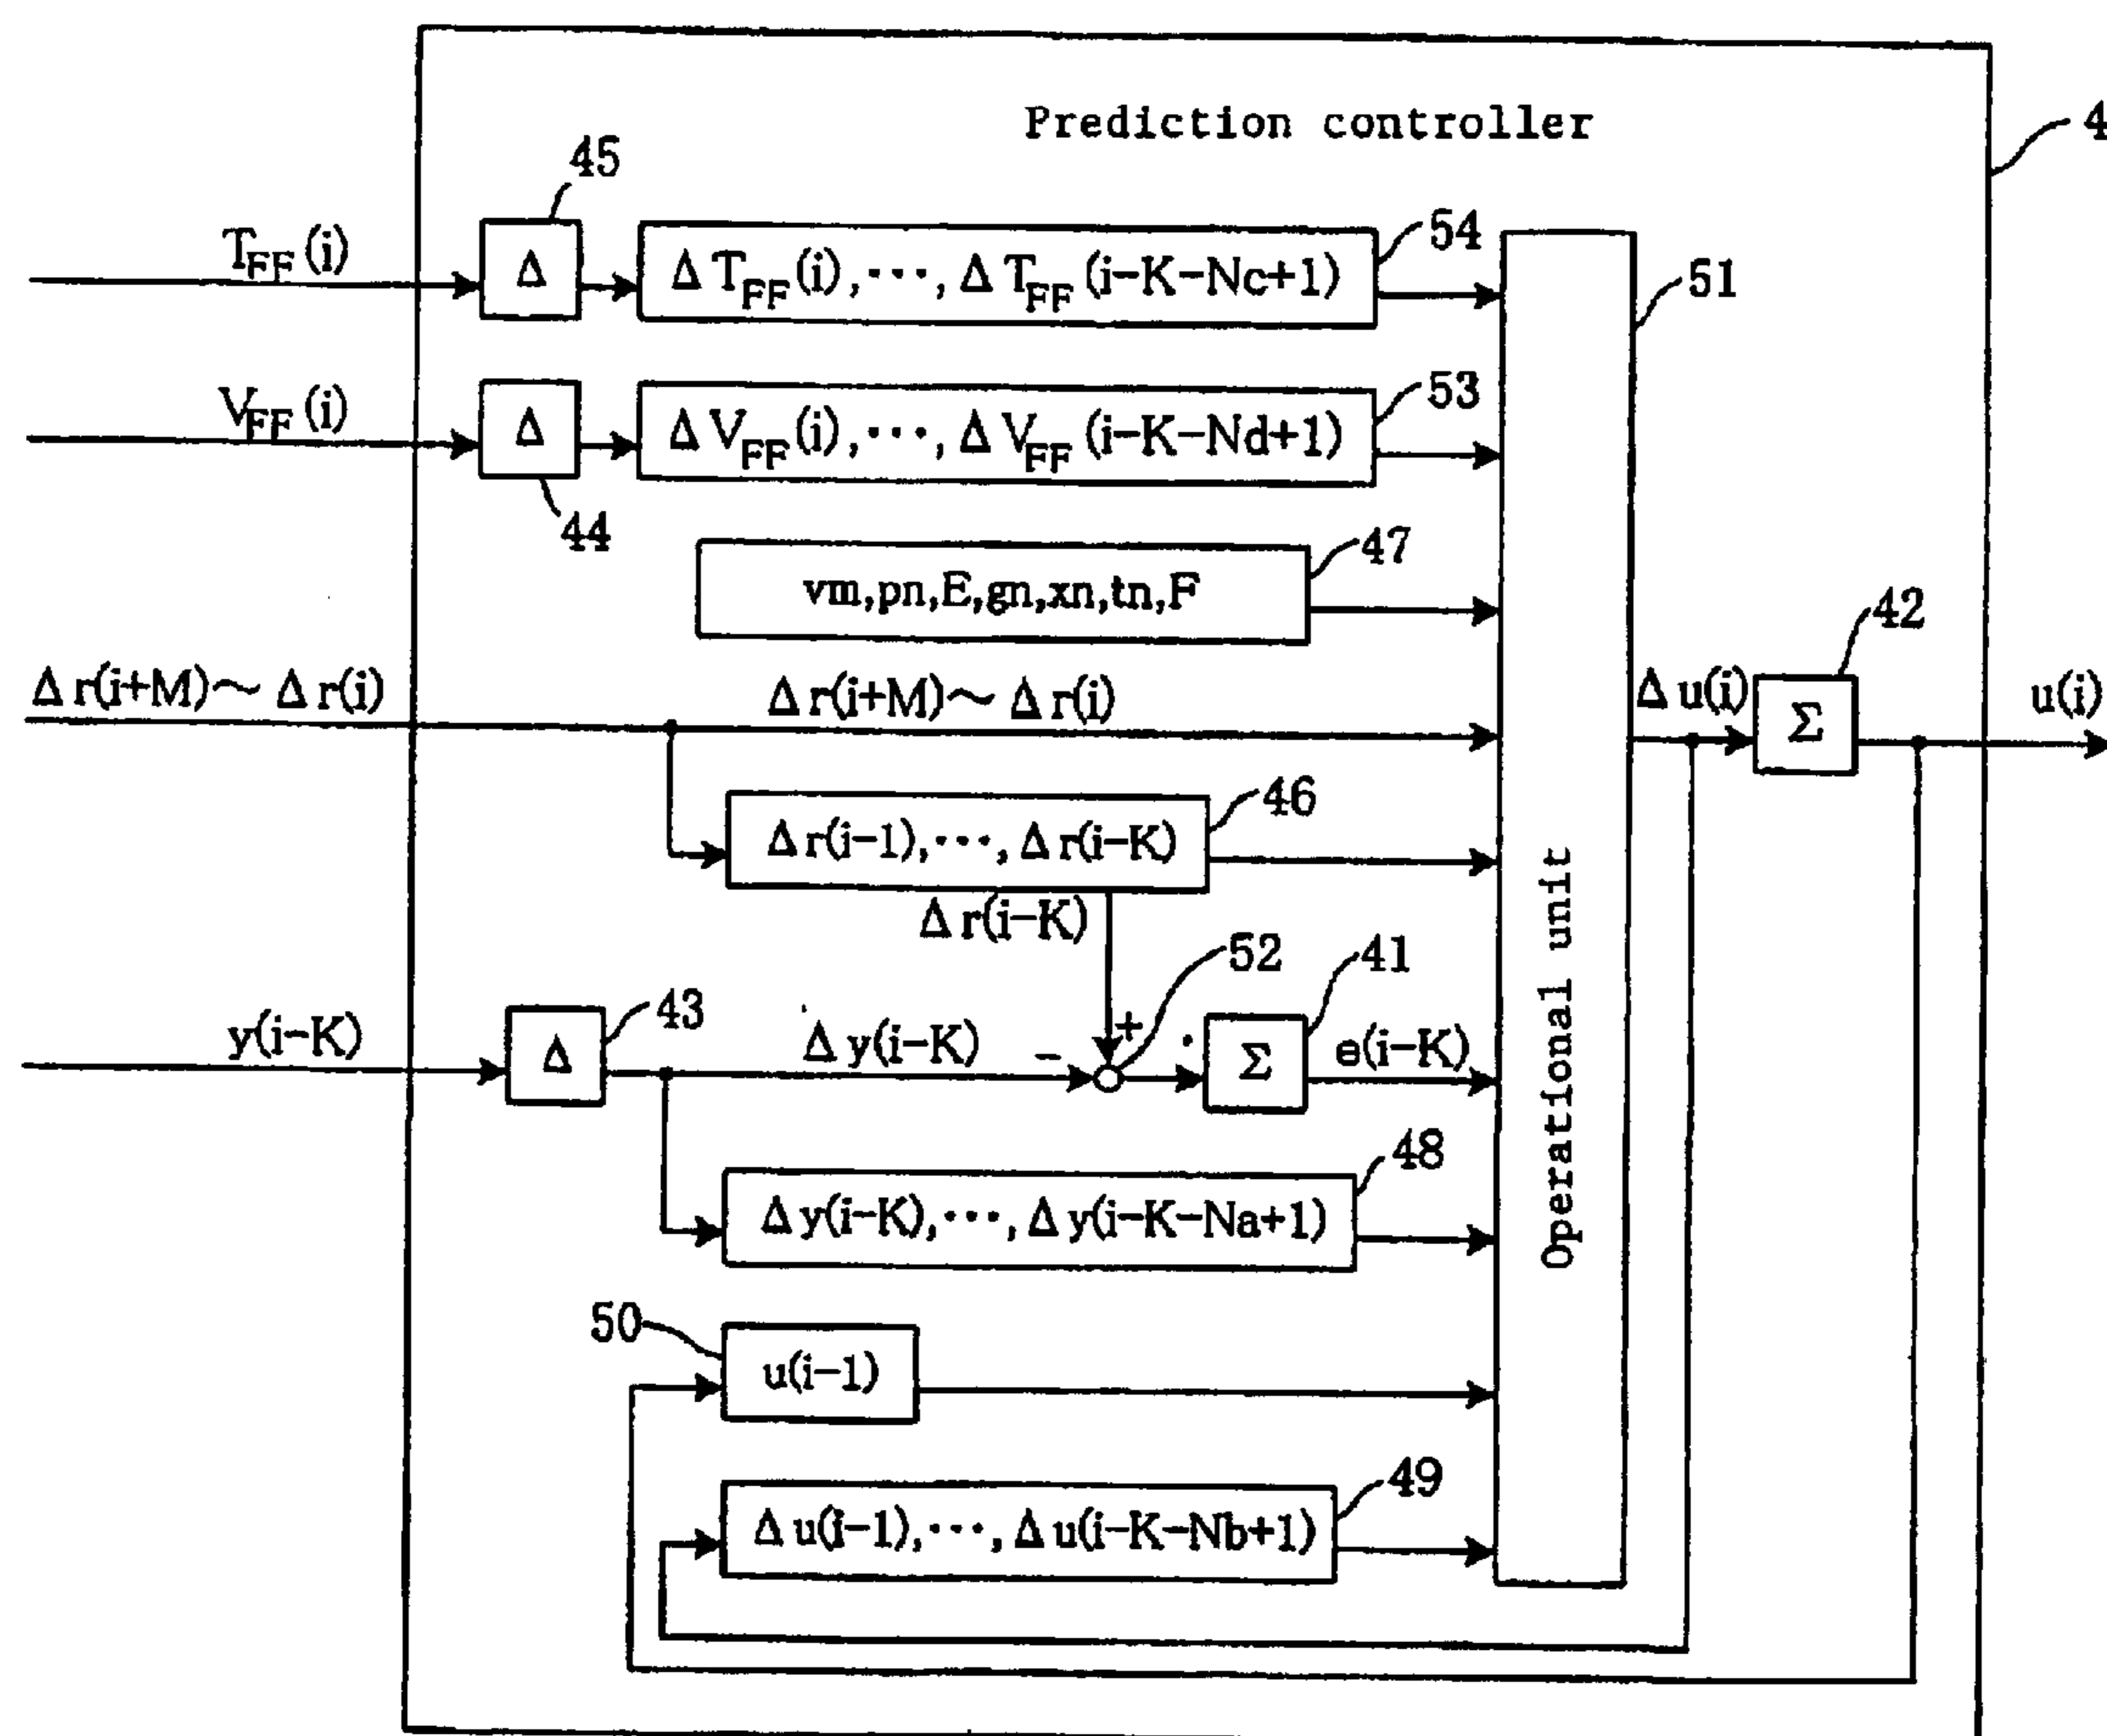 Prediction controller
4
45
T_FF(i)
Δ
ΔT_FF(i),···,ΔT_FF(i-K-Nc+1)
54
51
V_FF(i)
Δ
44
ΔV_FF(i),···,ΔV_FF(i-K-Nd+1)
53
vm,pn,E,gn,xn,tn,F
47
Δr(i+M)～Δr(i)
Δr(i+M)～Δr(i)
Δu(i)
Σ
42
u(i)
Δr(i-1),···,Δr(i-K)
46
Δr(i-K)
Operational unit
y(i-K)
Δ
43
Δy(i-K)
-
+
52
Σ
41
e(i-K)
Δy(i-K),···,Δy(i-K-Na+1)
48
50
u(i-1)
Δu(i-1),···,Δu(i-K-Nb+1)
49